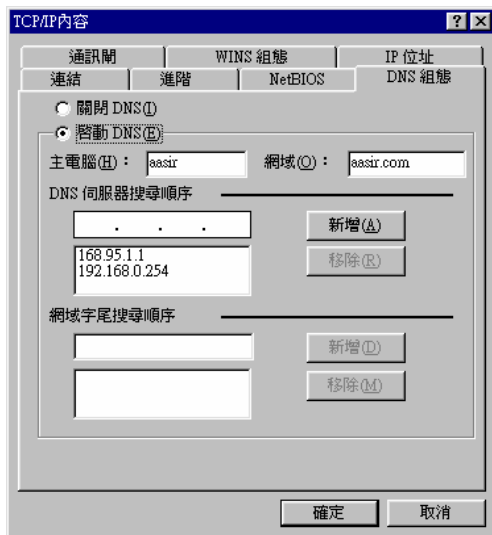 TCP/IP內容
通訊閘 WINS 組態 IP 位址
連結 進階 NetBIOS DNS 組態
關閉 DNS(I)
啓動 DNS(E)
主電腦(H)： aasir 網域(O)： aasir.com
DNS 伺服器搜尋順序
. . . 新增(A)
168.95.1.1
192.168.0.254
移除(R)
網域字尾搜尋順序
新增(D)
移除(M)
確定 取消